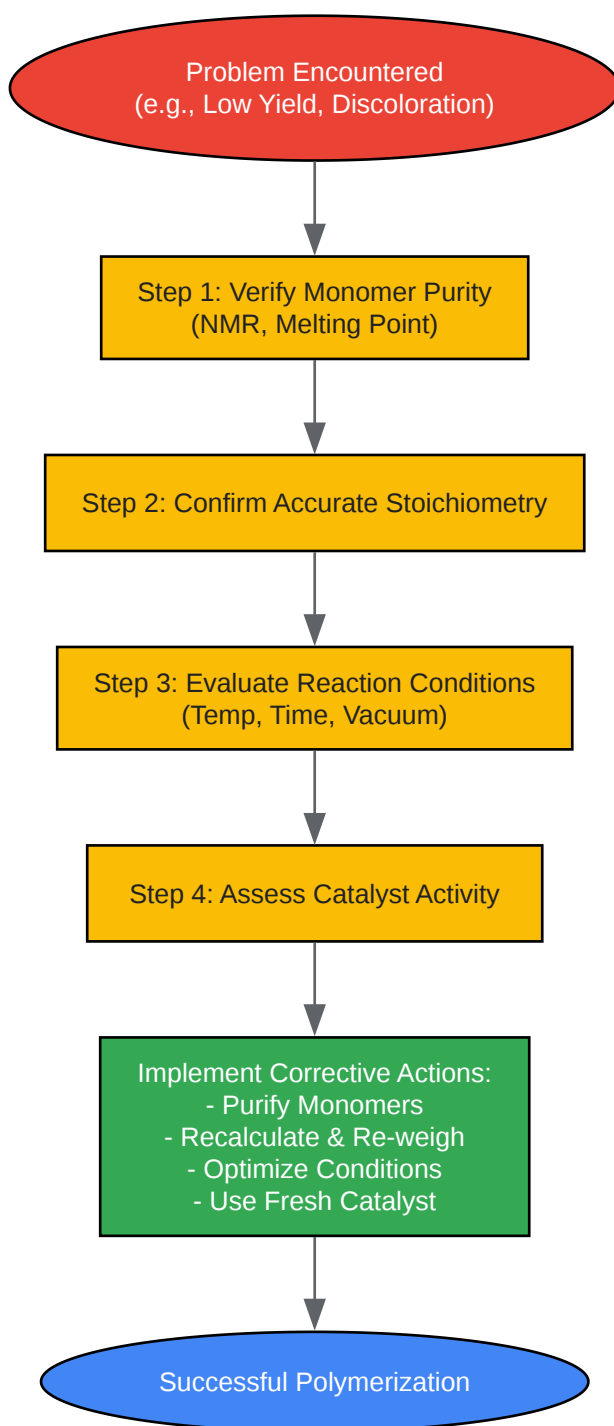 Problem Encountered
(e.g., Low Yield, Discoloration)
Step 1: Verify Monomer Purity
(NMR, Melting Point)
Step 2: Confirm Accurate Stoichiometry
Step 3: Evaluate Reaction Conditions
(Temp, Time, Vacuum)
Step 4: Assess Catalyst Activity
Implement Corrective Actions:
- Purify Monomers
- Recalculate & Re-weigh
- Optimize Conditions
- Use Fresh Catalyst
Successful Polymerization